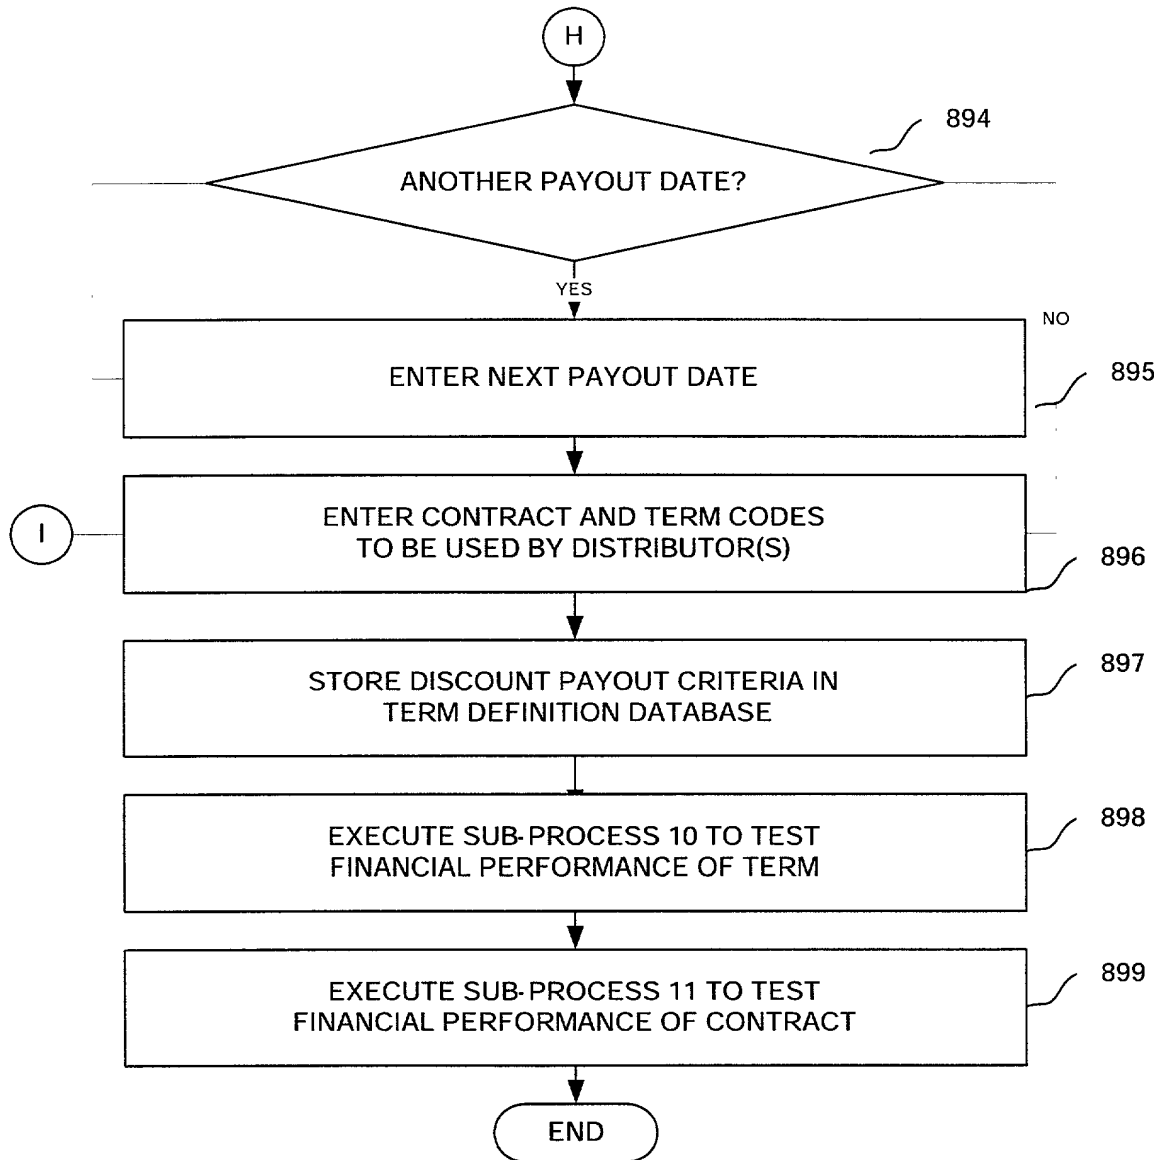 H
894
ANOTHER PAYOUT DATE?
YES
NO
895
ENTER NEXT PAYOUT DATE
I
ENTER CONTRACT AND TERM CODES
TO BE USED BY DISTRIBUTOR(S)
896
897
STORE DISCOUNT PAYOUT CRITERIA IN
TERM DEFINITION DATABASE
898
EXECUTE SUB-PROCESS 10 TO TEST
FINANCIAL PERFORMANCE OF TERM
899
EXECUTE SUB-PROCESS 11 TO TEST
FINANCIAL PERFORMANCE OF CONTRACT
END